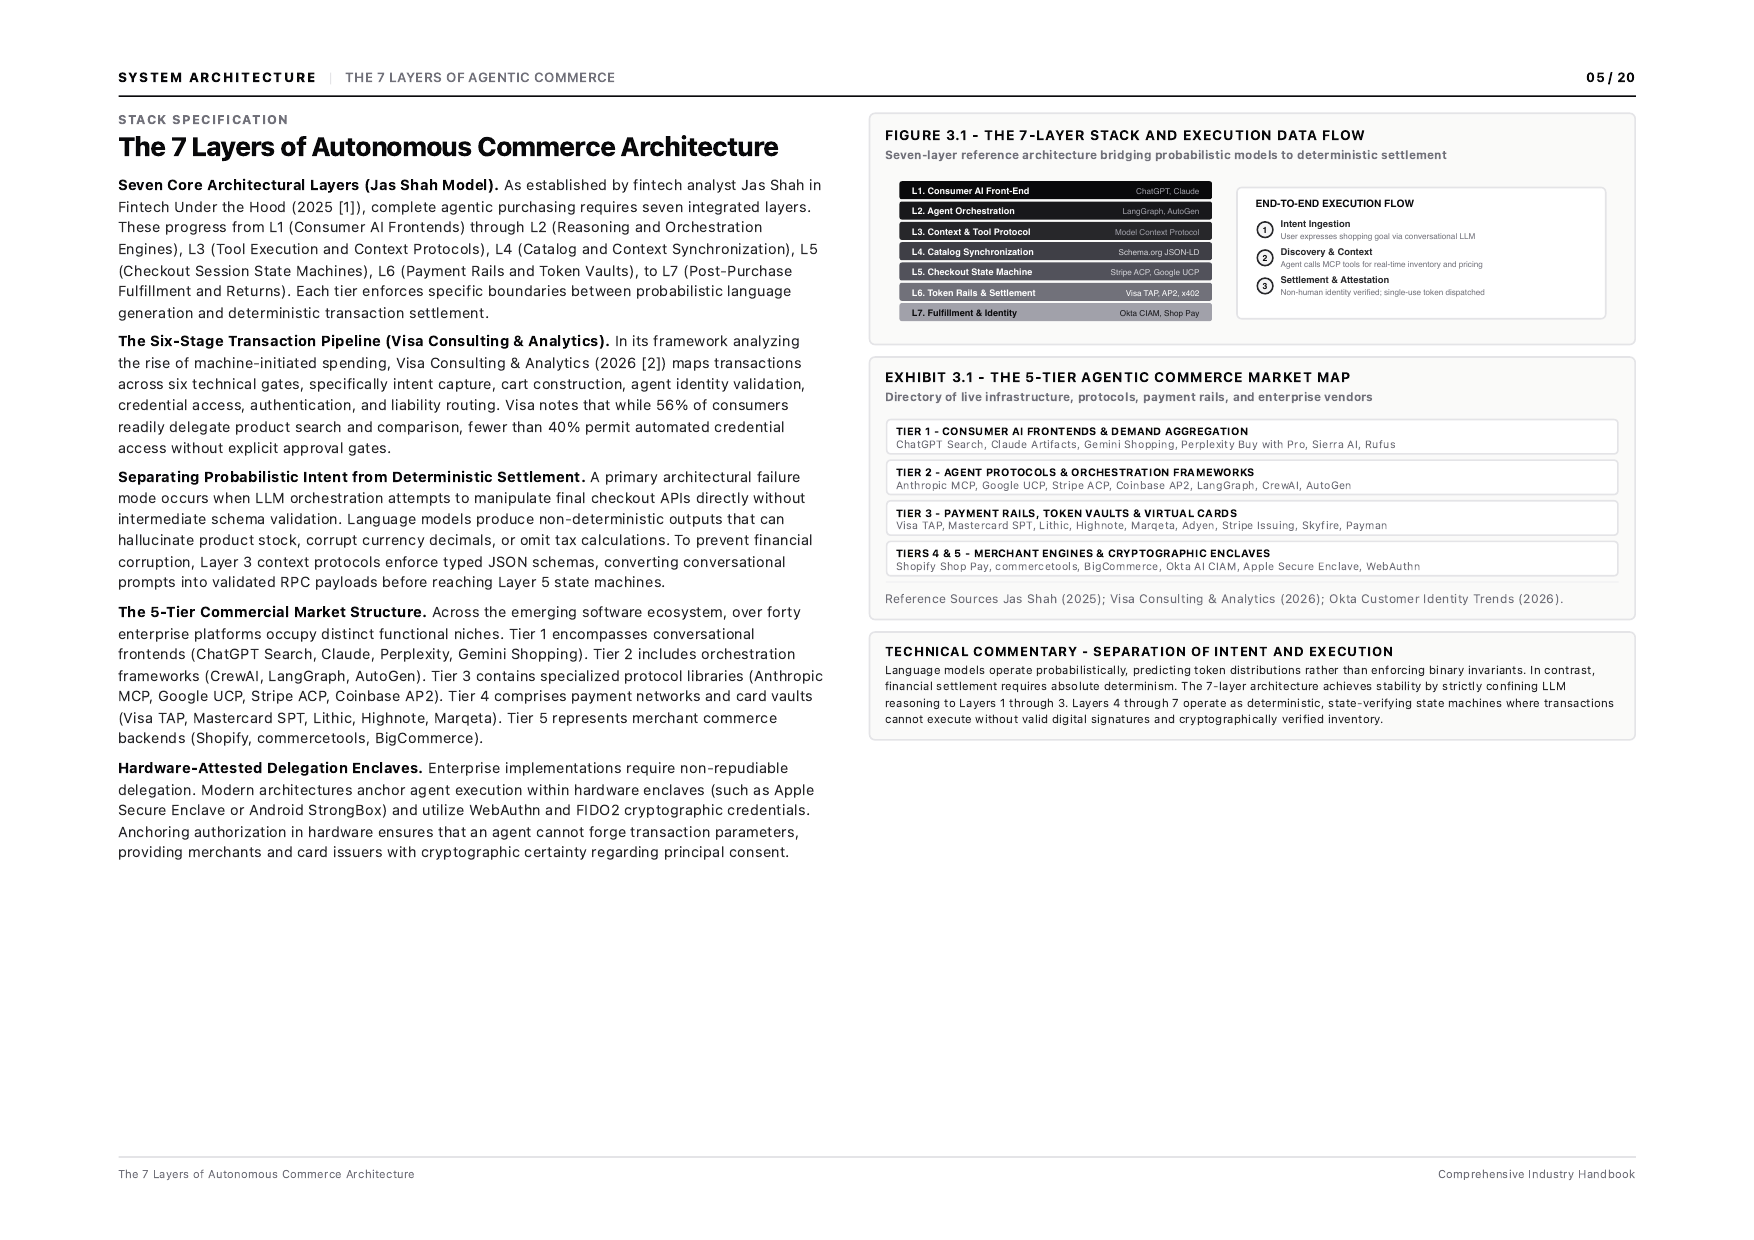 SYSTEM ARCHITECTURE | THE 7 LAYERS OF AGENTIC COMMERCE
05 / 20
STACK SPECIFICATION
The 7 Layers of Autonomous Commerce Architecture
Seven Core Architectural Layers (Jas Shah Model). As established by fintech analyst Jas Shah in
Fintech Under the Hood (2025 [1]), complete agentic purchasing requires seven integrated layers.
These progress from L1 (Consumer AI Frontends) through L2 (Reasoning and Orchestration
Engines), L3 (Tool Execution and Context Protocols), L4 (Catalog and Context Synchronization), L5
(Checkout Session State Machines), L6 (Payment Rails and Token Vaults), to L7 (Post-Purchase
Fulfillment and Returns). Each tier enforces specific boundaries between probabilistic language
generation and deterministic transaction settlement.
The Six-Stage Transaction Pipeline (Visa Consulting & Analytics). In its framework analyzing
the rise of machine-initiated spending, Visa Consulting & Analytics (2026 [2]) maps transactions
across six technical gates, specifically intent capture, cart construction, agent identity validation,
credential access, authentication, and liability routing. Visa notes that while 56% of consumers
readily delegate product search and comparison, fewer than 40% permit automated credential
access without explicit approval gates.
Separating Probabilistic Intent from Deterministic Settlement. A primary architectural failure
mode occurs when LLM orchestration attempts to manipulate final checkout APIs directly without
intermediate schema validation. Language models produce non-deterministic outputs that can
hallucinate product stock, corrupt currency decimals, or omit tax calculations. To prevent financial
corruption, Layer 3 context protocols enforce typed JSON schemas, converting conversational
prompts into validated RPC payloads before reaching Layer 5 state machines.
The 5-Tier Commercial Market Structure. Across the emerging software ecosystem, over forty
enterprise platforms occupy distinct functional niches. Tier 1 encompasses conversational
frontends (ChatGPT Search, Claude, Perplexity, Gemini Shopping). Tier 2 includes orchestration
frameworks (CrewAI, LangGraph, AutoGen). Tier 3 contains specialized protocol libraries (Anthropic
MCP, Google UCP, Stripe ACP, Coinbase AP2). Tier 4 comprises payment networks and card vaults
(Visa TAP, Mastercard SPT, Lithic, Highnote, Marqeta). Tier 5 represents merchant commerce
backends (Shopify, commercetools, BigCommerce).
Hardware-Attested Delegation Enclaves. Enterprise implementations require non-repudiable
delegation. Modern architectures anchor agent execution within hardware enclaves (such as Apple
Secure Enclave or Android StrongBox) and utilize WebAuthn and FIDO2 cryptographic credentials.
Anchoring authorization in hardware ensures that an agent cannot forge transaction parameters,
providing merchants and card issuers with cryptographic certainty regarding principal consent.
FIGURE 3.1 - THE 7-LAYER STACK AND EXECUTION DATA FLOW
Seven-layer reference architecture bridging probabilistic models to deterministic settlement
L1. Consumer AI Front-End ChatGPT, Claude
L2. Agent Orchestration LangGraph, AutoGen
L3. Context & Tool Protocol Model Context Protocol
L4. Catalog Synchronization Schema.org JSON-LD
L5. Checkout State Machine Stripe ACP, Google UCP
L6. Token Rails & Settlement Visa TAP, AP2, x402
L7. Fulfillment & Identity Okta CIAM, Shop Pay
END-TO-END EXECUTION FLOW
1 Intent Ingestion
User expresses shopping goal via conversational LLM
2 Discovery & Context
Agent calls MCP tools for real-time inventory and pricing
3 Settlement & Attestation
Non-human identity verified; single-use token dispatched
EXHIBIT 3.1 - THE 5-TIER AGENTIC COMMERCE MARKET MAP
Directory of live infrastructure, protocols, payment rails, and enterprise vendors
TIER 1 - CONSUMER AI FRONTENDS & DEMAND AGGREGATION
ChatGPT Search, Claude Artifacts, Gemini Shopping, Perplexity Buy with Pro, Sierra AI, Rufus
TIER 2 - AGENT PROTOCOLS & ORCHESTRATION FRAMEWORKS
Anthropic MCP, Google UCP, Stripe ACP, Coinbase AP2, LangGraph, CrewAI, AutoGen
TIER 3 - PAYMENT RAILS, TOKEN VAULTS & VIRTUAL CARDS
Visa TAP, Mastercard SPT, Lithic, Highnote, Marqeta, Adyen, Stripe Issuing, Skyfire, Payman
TIERS 4 & 5 - MERCHANT ENGINES & CRYPTOGRAPHIC ENCLAVES
Shopify Shop Pay, commercetools, BigCommerce, Okta AI CIAM, Apple Secure Enclave, WebAuthn
Reference Sources Jas Shah (2025); Visa Consulting & Analytics (2026); Okta Customer Identity Trends (2026).
TECHNICAL COMMENTARY - SEPARATION OF INTENT AND EXECUTION
Language models operate probabilistically, predicting token distributions rather than enforcing binary invariants. In contrast,
financial settlement requires absolute determinism. The 7-layer architecture achieves stability by strictly confining LLM
reasoning to Layers 1 through 3. Layers 4 through 7 operate as deterministic, state-verifying state machines where transactions
cannot execute without valid digital signatures and cryptographically verified inventory.
The 7 Layers of Autonomous Commerce Architecture
Comprehensive Industry Handbook